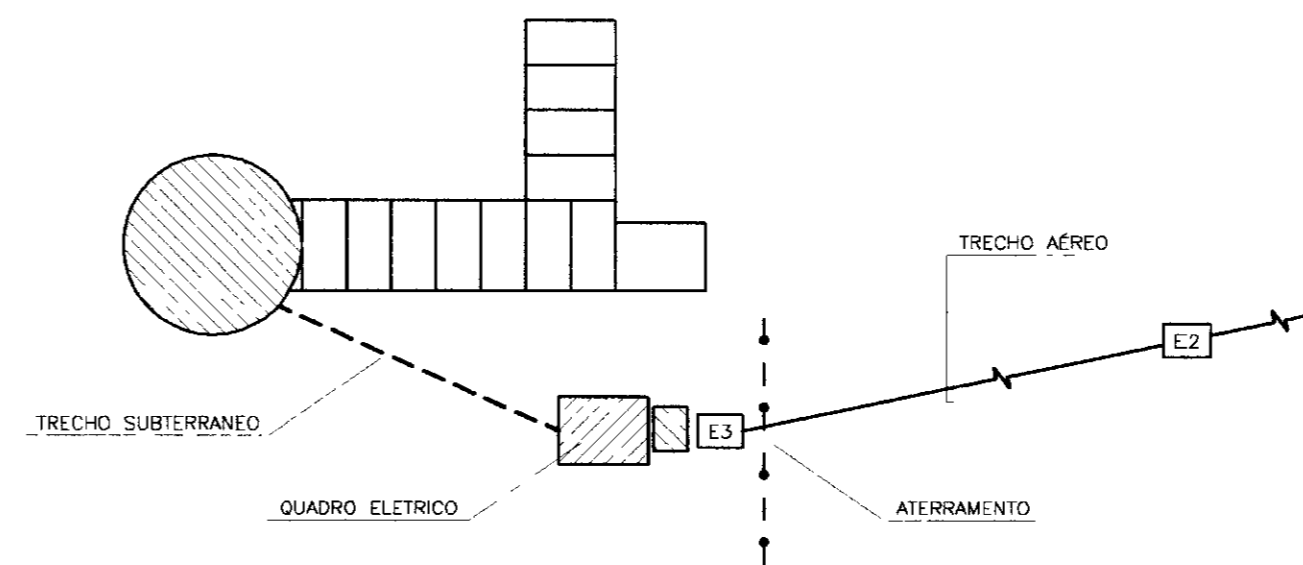 TRECHO AÉREO
E2
TRECHO SUBTERRANEO
E3
QUADRO ELETRICO
ATERRAMENTO